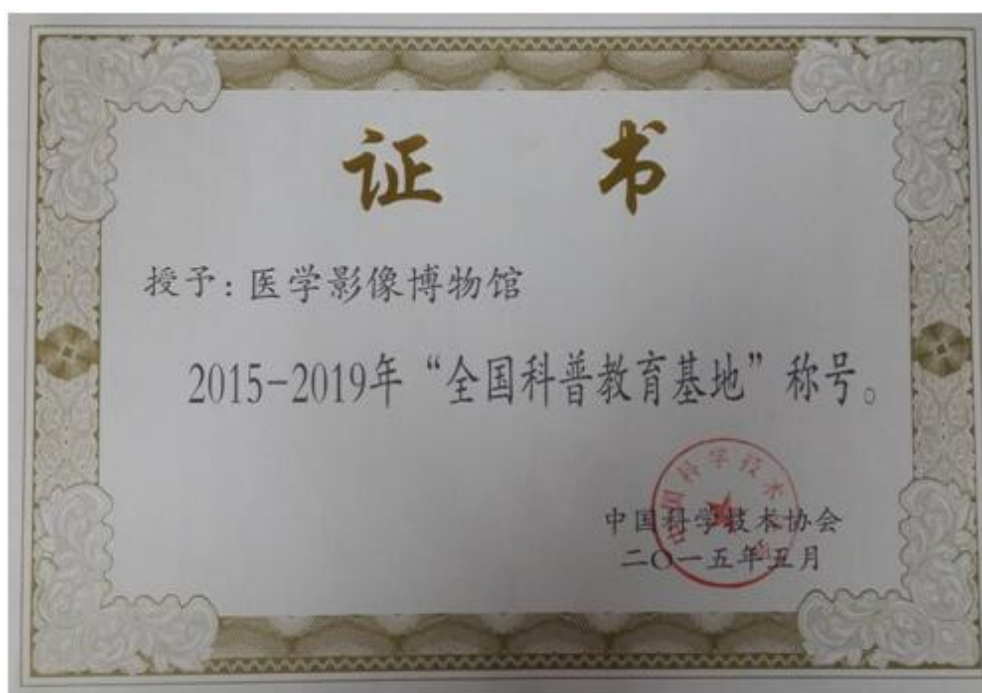 证 书
授予：医学影像博物馆
2015-2019年“全国科普教育基地”称号。
中国科学技术协会
二〇一五年五月